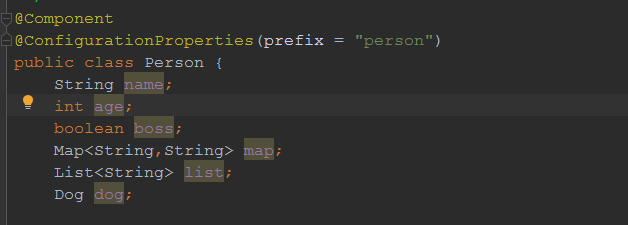 @Component
@ConfigurationProperties(prefix = "person")
public class Person {
    String name;
    int age;
    boolean boss;
    Map<String,String> map;
    List<String> list;
    Dog dog;